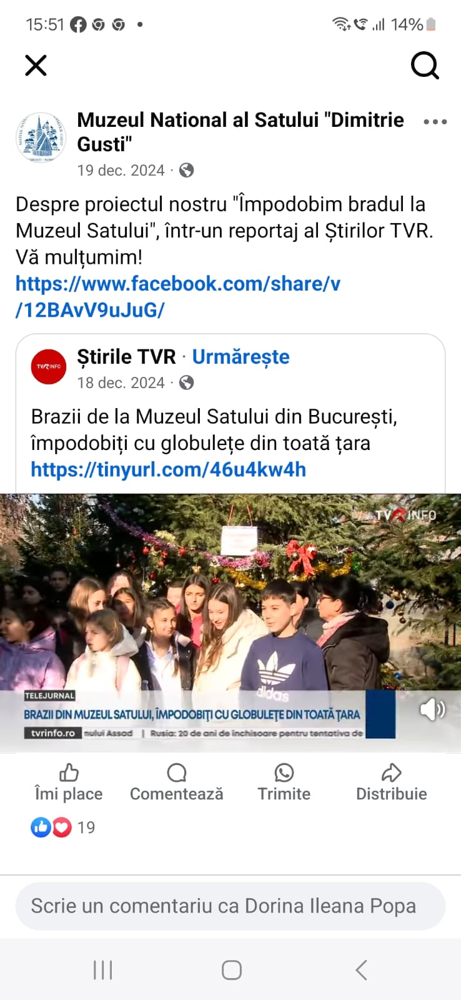 15:51
14%
Muzeul National al Satului "Dimitrie
Gusti"
19 dec. 2024 ·
Despre proiectul nostru "Împodobim bradul la
Muzeul Satului", într-un reportaj al Știrilor TVR.
Vă mulțumim!
https://www.facebook.com/share/v
/12BAvV9uJuG/
TVR INFO
Știrile TVR · Urmărește
18 dec. 2024 ·
Brazii de la Muzeul Satului din București,
împodobiți cu globulețe din toată țara
https://tinyurl.com/46u4kw4h
TVR INFO
adidas
TELEJURNAL
BRAZII DIN MUZEUL SATULUI, ÎMPODOBIȚI CU GLOBULEȚE DIN TOATĂ ȚARA
tvrinfo.ro
nului Assad | Rusia: 20 de ani de închisoare pentru tentativa de
Îmi place
Comentează
Trimite
Distribuie
19
Scrie un comentariu ca Dorina Ileana Popa